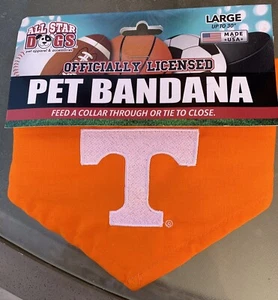 ALL STAR
DOGS
LARGE
UP TO 30"
MADE
USA
OFFICIALLY LICENSED
PET BANDANA
FEED A COLLAR THROUGH OR TIE TO CLOSE.
T
®